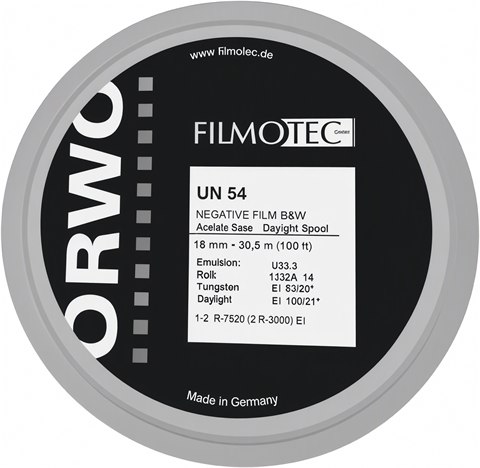 www.filmolec.de
ORWO
FILMOTEC
UN 54
NEGATIVE FILM B&W
Acelate Sase Dayight Spool
18 mm - 30,5 m (100 ft)
Emulsion: U33.3
Roll: 1332A 14
Tungsten EI 83/20°
Daylight EI 100/21°
1-2 R-7520 (2 R-3000) EI
Made in Germany